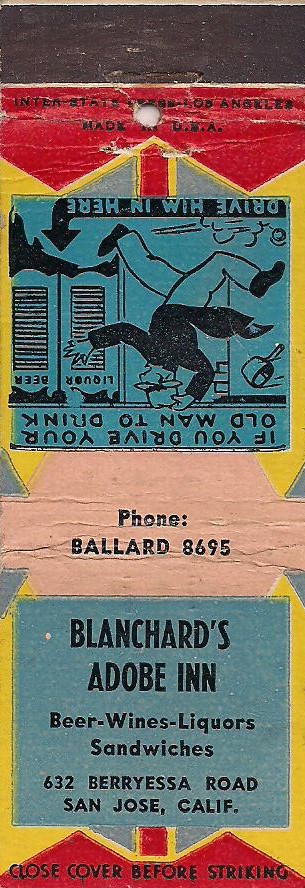 INTER-STATE PRESS-LOS ANGELES
MADE IN U.S.A.
IF YOU DRIVE YOUR
OLD MAN TO DRINK
LIQUOR BEER
DRIVE HIM IN HERE
Phone:
BALLARD 8695
BLANCHARD'S
ADOBE INN
Beer-Wines-Liquors
Sandwiches
632 BERRYESSA ROAD
SAN JOSE, CALIF.
CLOSE COVER BEFORE STRIKING